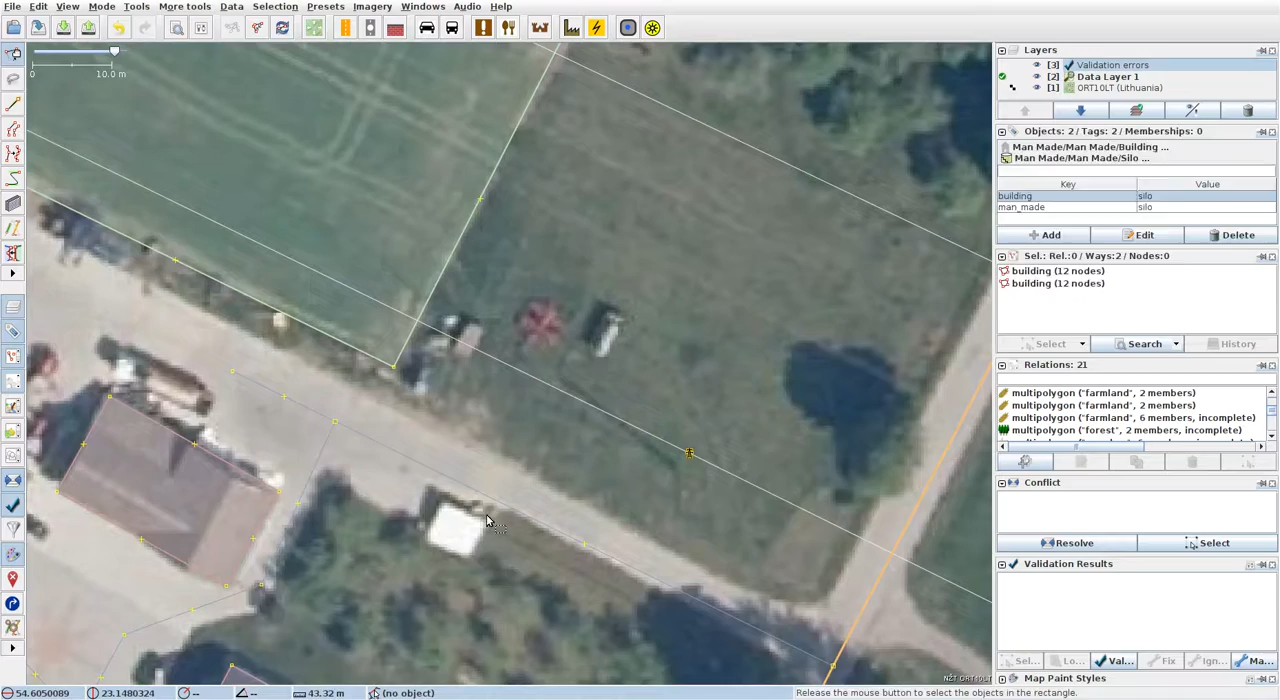 File Edit View Mode Tools More tools Data Selection Presets Imagery Windows Audio Help
0 10.0 m
Layers
[3] Validation errors
[2] Data Layer 1
[1] ORT10LT (Lithuania)
Objects: 2 / Tags: 2 / Memberships: 0
Man Made/Man Made/Building ...
Man Made/Man Made/Silo ...
Key Value
building silo
man_made silo
Add Edit Delete
Sel.: Rel.:0 / Ways:2 / Nodes:0
building (12 nodes)
building (12 nodes)
Select Search History
Relations: 21
multipolygon ("farmland", 2 members)
multipolygon ("farmland", 2 members)
multipolygon ("farmland", 6 members, incomplete)
multipolygon ("forest", 2 members, incomplete)
Conflict
Resolve Select
Validation Results
Sel... Lo... Val... Fix Ign... Ma...
Map Paint Styles
NŽT ORT10LT
54.6050089 23.1480324 -- -- 43.32 m (no object) Release the mouse button to select the objects in the rectangle.